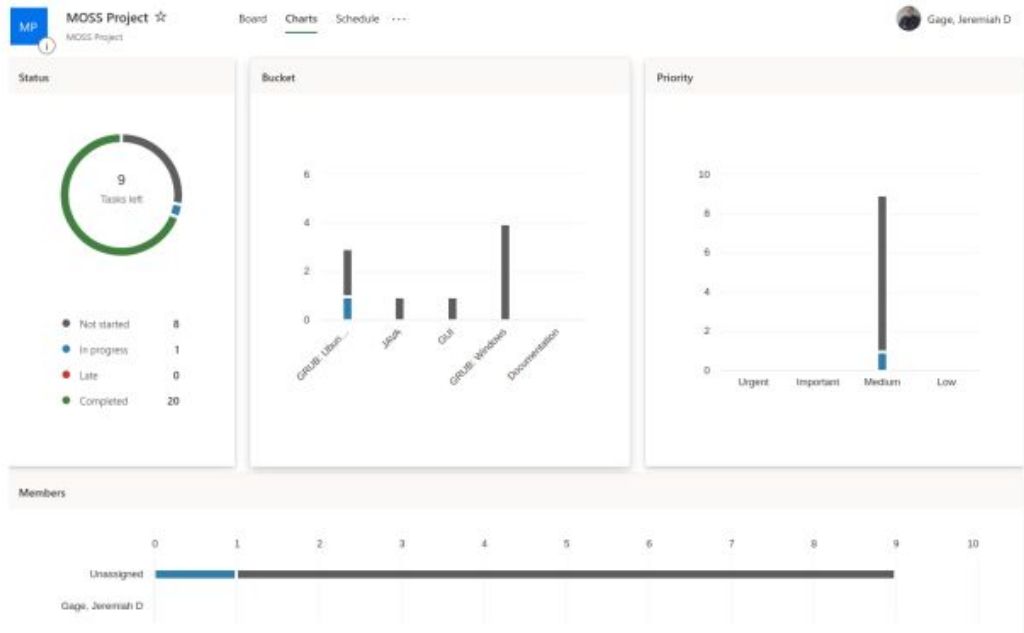 MP
MOSS Project ☆
MOSS Project
Board Charts Schedule ...
Gage, Jeremiah D
Status
9
Tasks left
Not started 8
In progress 1
Late 0
Completed 20
Bucket
6
4
2
0
GRUB: Ubun...
JAVA
GUI
GRUB: Windows
Documentation
Priority
10
8
6
4
2
0
Urgent Important Medium Low
Members
0 1 2 3 4 5 6 7 8 9 10
Unassigned
Gage, Jeremiah D